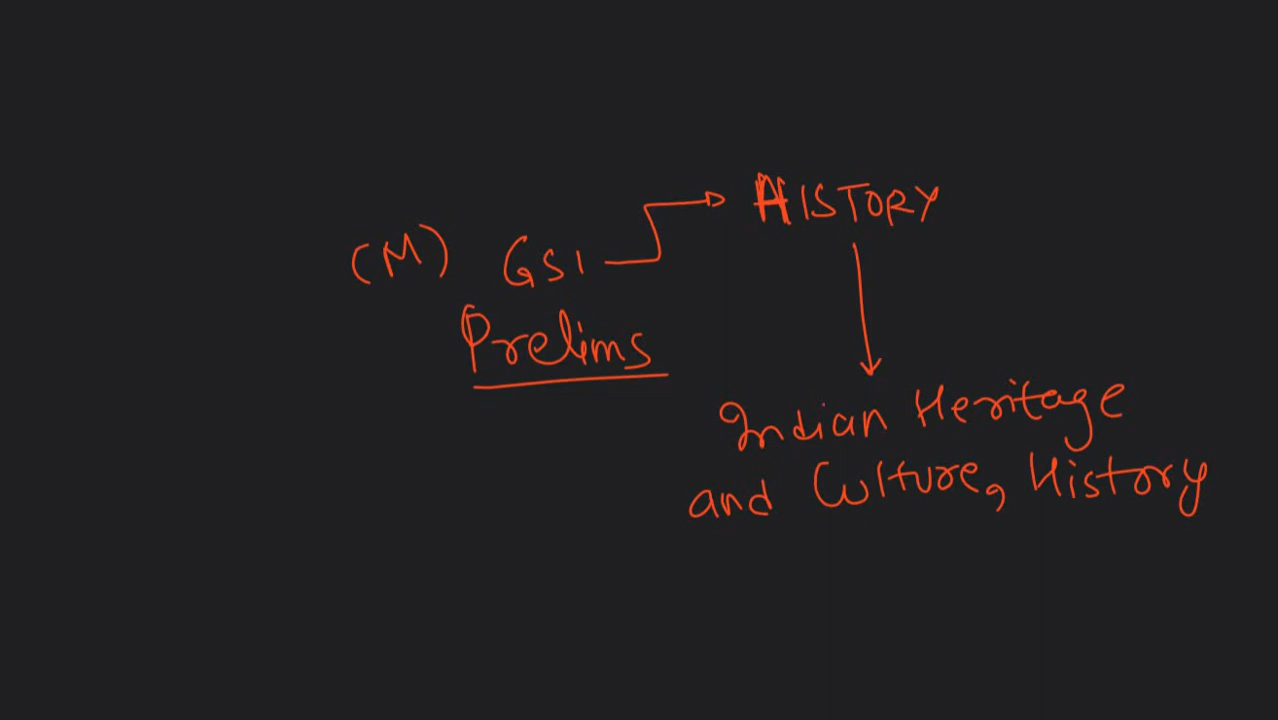 HISTORY
(M) GS1
Prelims
Indian Heritage
and Culture, History